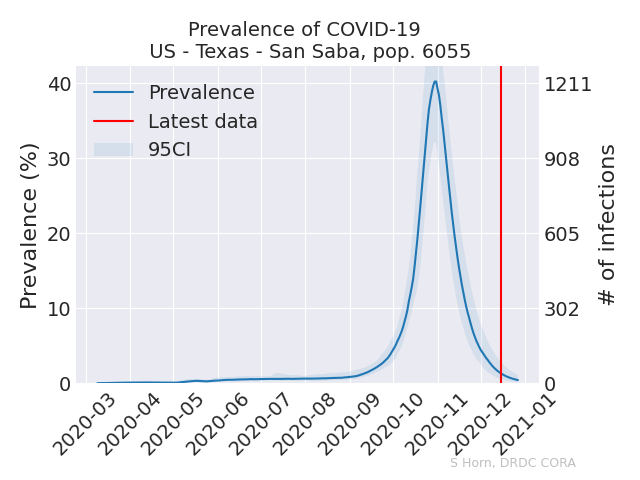 Prevalence of COVID-19
US - Texas - San Saba, pop. 6055
Prevalence
Latest data
95CI
Prevalence (%)
40
30
20
10
0
1211
908
605
302
0
# of infections
2020-03
2020-04
2020-05
2020-06
2020-07
2020-08
2020-09
2020-10
2020-11
2020-12
2021-01
S Horn, DRDC CORA